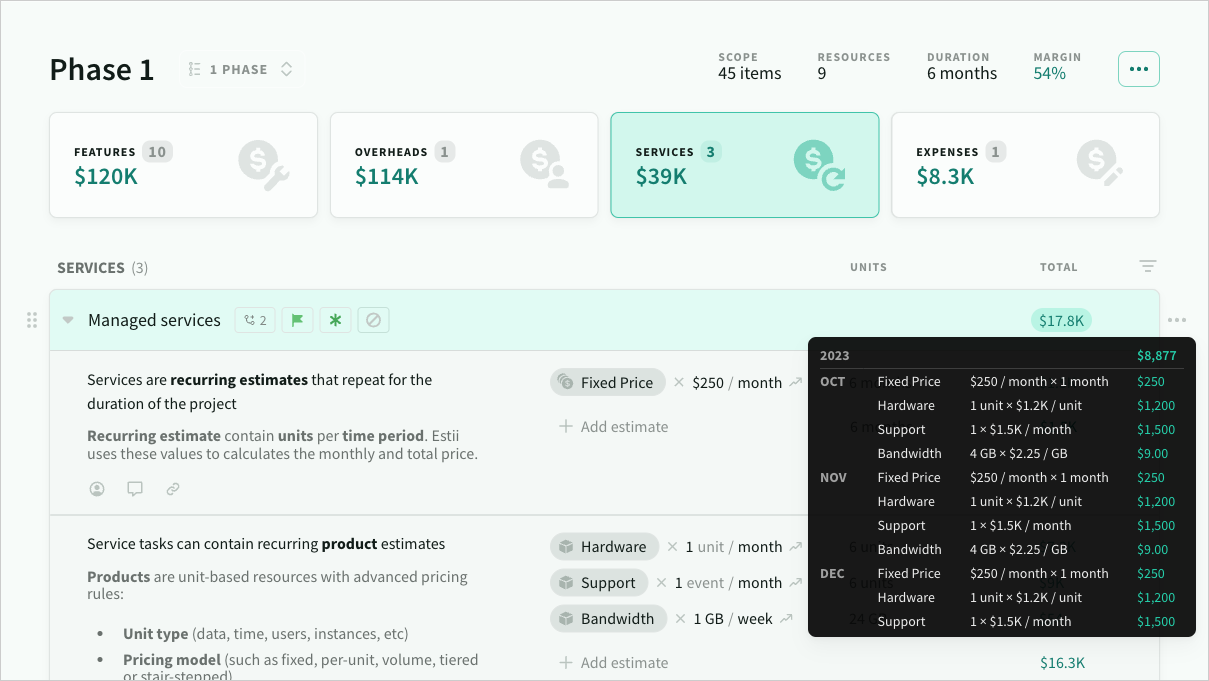 Phase 1
1 PHASE
SCOPE
45 items
RESOURCES
9
DURATION
6 months
MARGIN
54%
FEATURES 10
$120K
OVERHEADS 1
$114K
SERVICES 3
$39K
EXPENSES 1
$8.3K
SERVICES (3) UNITS TOTAL
Managed services 2 $17.8K
Services are recurring estimates that repeat for the
duration of the project
Recurring estimate contain units per time period. Estii
uses these values to calculates the monthly and total price.
Fixed Price × $250 / month
+ Add estimate
Service tasks can contain recurring product estimates
Products are unit-based resources with advanced pricing
rules:
• Unit type (data, time, users, instances, etc)
• Pricing model (such as fixed, per-unit, volume, tiered
or stair-stepped)
Hardware × 1 unit / month
Support × 1 event / month
Bandwidth × 1 GB / week
+ Add estimate $16.3K
2023 $8,877
OCT Fixed Price $250 / month × 1 month $250
Hardware 1 unit × $1.2K / unit $1,200
Support 1 × $1.5K / month $1,500
Bandwidth 4 GB × $2.25 / GB $9.00
NOV Fixed Price $250 / month × 1 month $250
Hardware 1 unit × $1.2K / unit $1,200
Support 1 × $1.5K / month $1,500
Bandwidth 4 GB × $2.25 / GB $9.00
DEC Fixed Price $250 / month × 1 month $250
Hardware 1 unit × $1.2K / unit $1,200
Support 1 × $1.5K / month $1,500